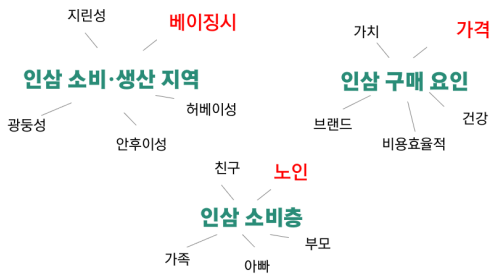 지린성
베이징시
인삼 소비·생산 지역
광둥성
안후이성
허베이성
가치
가격
인삼 구매 요인
브랜드
비용효율적
건강
친구
노인
인삼 소비층
가족
아빠
부모